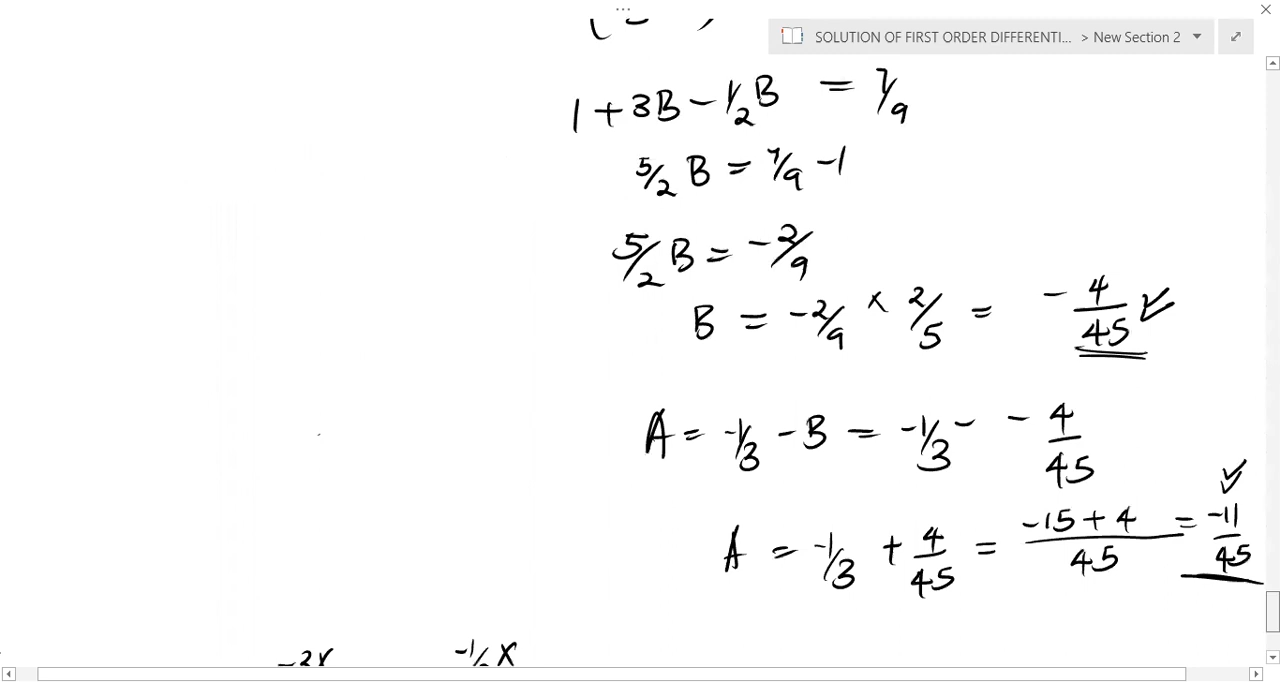 SOLUTION OF FIRST ORDER DIFFERENTI... > New Section 2
1 + 3B - 1/2 B = 7/9
5/2 B = 7/9 - 1
5/2 B = - 2/9
B = - 2/9 × 2/5 = - 4/45 ✓
A = -1/3 - B = -1/3 - - 4/45
A = -1/3 + 4/45 = -15 + 4/45 = -11/45 ✓